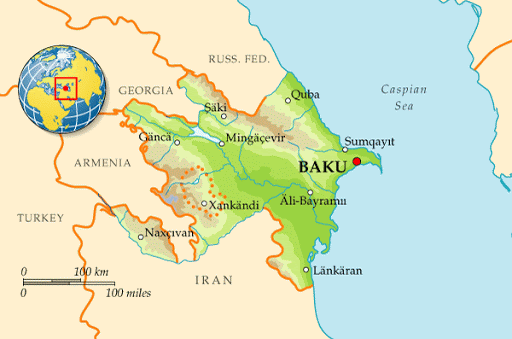 RUSS. FED.
GEORGIA
Quba
Caspian
Sea
Şäki
Gäncä
Mingäçevir
Sumqayıt
ARMENIA
BAKU
Äli-Bayramıı
Xankändi
TURKEY
Naxçıvan
IRAN
Länkäran
0
100 km
0
100 miles